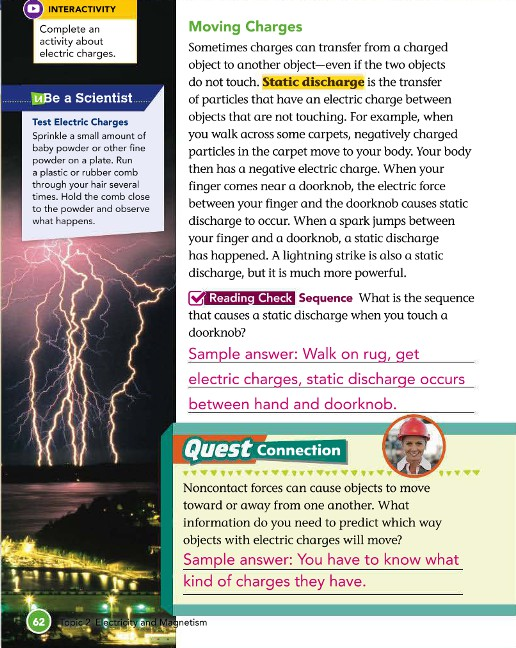 INTERACTIVITY
Complete an
activity about
electric charges.
uBe a Scientist
Test Electric Charges
Sprinkle a small amount of
baby powder or other fine
powder on a plate. Run
a plastic or rubber comb
through your hair several
times. Hold the comb close
to the powder and observe
what happens.
Moving Charges
Sometimes charges can transfer from a charged
object to another object—even if the two objects
do not touch. Static discharge is the transfer
of particles that have an electric charge between
objects that are not touching. For example, when
you walk across some carpets, negatively charged
particles in the carpet move to your body. Your body
then has a negative electric charge. When your
finger comes near a doorknob, the electric force
between your finger and the doorknob causes static
discharge to occur. When a spark jumps between
your finger and a doorknob, a static discharge
has happened. A lightning strike is also a static
discharge, but it is much more powerful.
Reading Check Sequence What is the sequence
that causes a static discharge when you touch a
doorknob?
Sample answer: Walk on rug, get
electric charges, static discharge occurs
between hand and doorknob.
Quest Connection
Noncontact forces can cause objects to move
toward or away from one another. What
information do you need to predict which way
objects with electric charges will move?
Sample answer: You have to know what
kind of charges they have.
62 Topic 2 Electricity and Magnetism